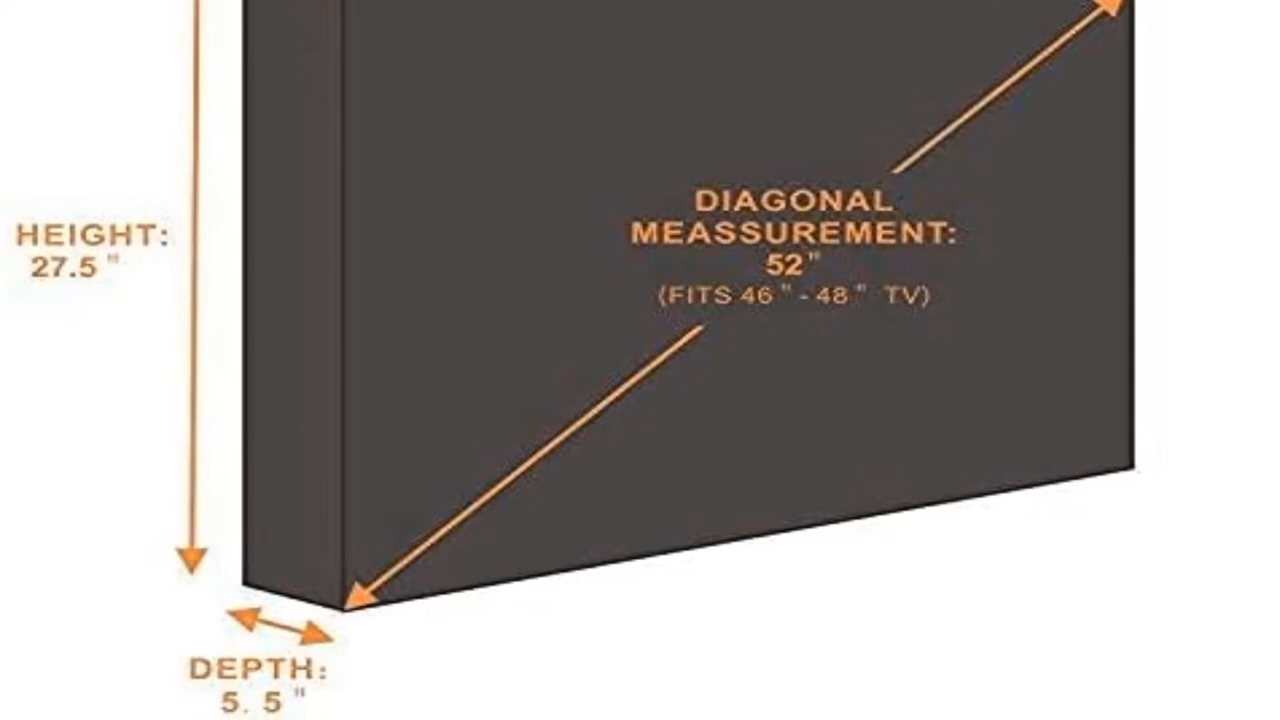 HEIGHT:
27.5 "
DIAGONAL
MEASSUREMENT:
52"
(FITS 46 " - 48 " TV)
DEPTH:
5. 5 "